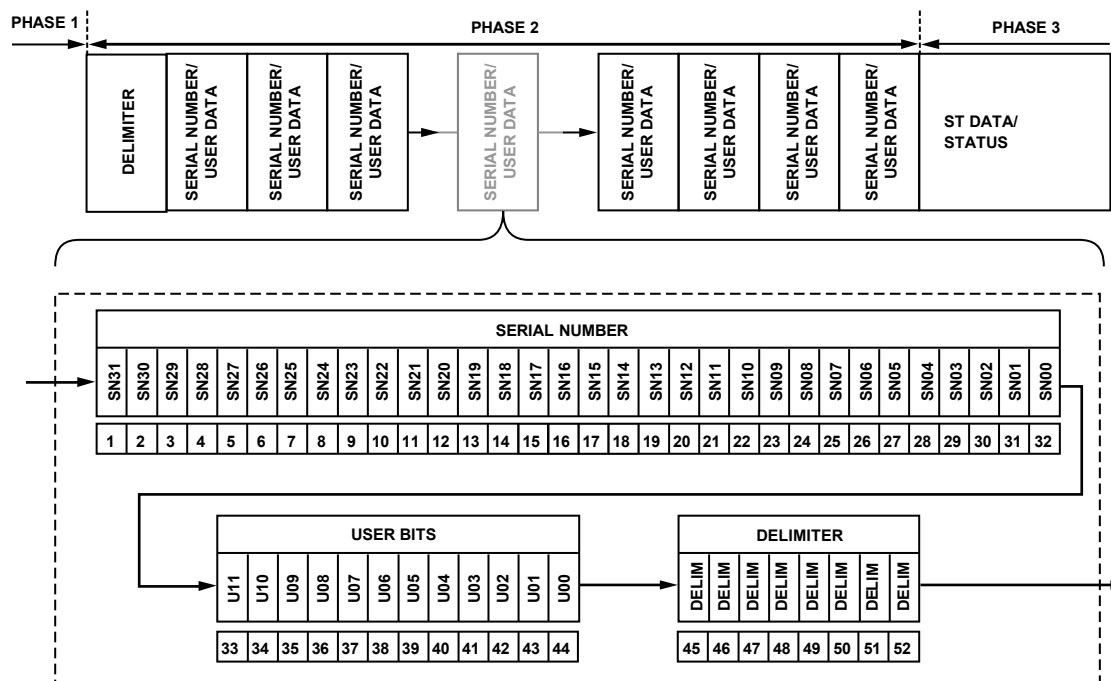 PHASE 1
PHASE 2
PHASE 3
DELIMITER
SERIAL NUMBER/
USER DATA
SERIAL NUMBER/
USER DATA
SERIAL NUMBER/
USER DATA
SERIAL NUMBER/
USER DATA
SERIAL NUMBER/
USER DATA
SERIAL NUMBER/
USER DATA
SERIAL NUMBER/
USER DATA
SERIAL NUMBER/
USER DATA
ST DATA/
STATUS
SERIAL NUMBER
SN31 SN30 SN29 SN28 SN27 SN26 SN25 SN24 SN23 SN22 SN21 SN20 SN19 SN18 SN17 SN16 SN15 SN14 SN13 SN12 SN11 SN10 SN09 SN08 SN07 SN06 SN05 SN04 SN03 SN02 SN01 SN00
1 2 3 4 5 6 7 8 9 10 11 12 13 14 15 16 17 18 19 20 21 22 23 24 25 26 27 28 29 30 31 32
USER BITS
U11 U10 U09 U08 U07 U06 U05 U04 U03 U02 U01 U00
33 34 35 36 37 38 39 40 41 42 43 44
DELIMITER
DELIM DELIM DELIM DELIM DELIM DELIM DELIM DELIM
45 46 47 48 49 50 51 52